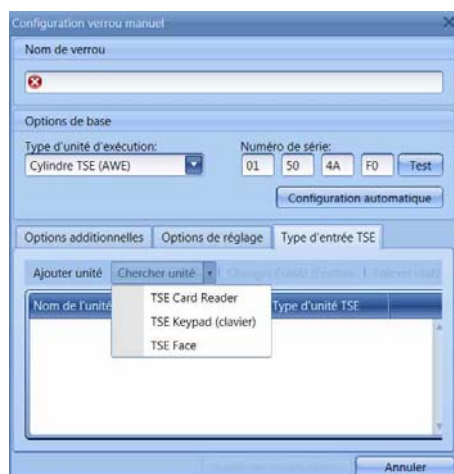 Configuration verrou manuel
Nom de verrou
Options de base
Type d'unité d'exécution: Numéro de série:
Cylindre TSE (AWE) 01 50 4A F0 Test
Configuration automatique
Options additionnelles Options de réglage Type d'entrée TSE
Ajouter unité Chercher unité
Nom de l'unité Type d'unité TSE
TSE Card Reader
TSE Keypad (clavier)
TSE Face
Annuler